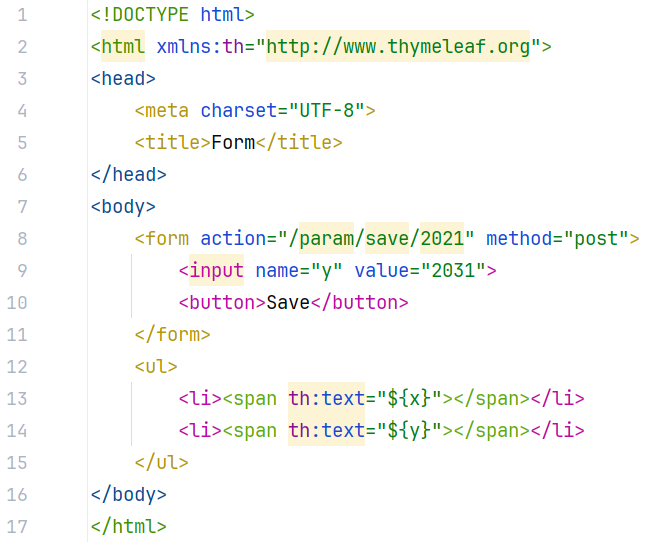 1 <!DOCTYPE html>
2 <html xmlns:th="http://www.thymeleaf.org">
3 <head>
4     <meta charset="UTF-8">
5     <title>Form</title>
6 </head>
7 <body>
8     <form action="/param/save/2021" method="post">
9         <input name="y" value="2031">
10         <button>Save</button>
11     </form>
12     <ul>
13         <li><span th:text="${x}"></span></li>
14         <li><span th:text="${y}"></span></li>
15     </ul>
16 </body>
17 </html>